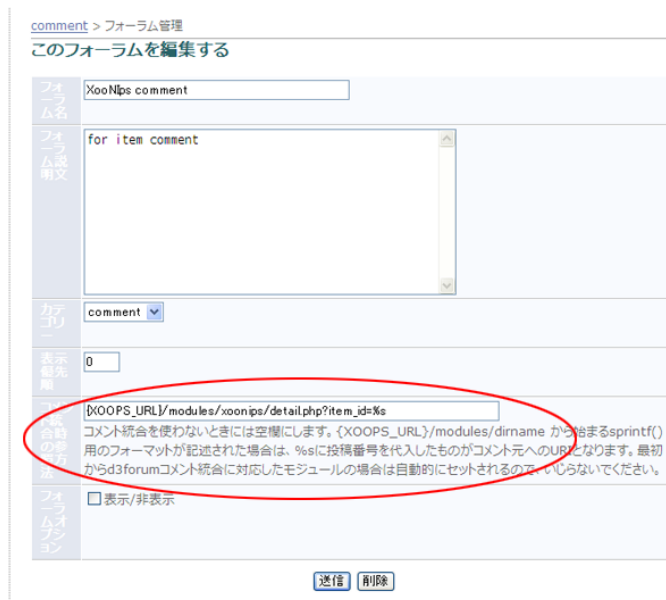 comment > フォーラム管理
このフォーラムを編集する
フォ
ーラ
ム名
XooNIps comment
フォ
ーラ
ム説
明文
for item comment
カテ
ゴリ
ー
comment
表示
優先
順
0
合時
の参
照方
法
{XOOPS_URL}/modules/xoonips/detail.php?item_id=%s
コメント統合を使わないときには空欄にします。{XOOPS_URL}/modules/dirname から始まるsprintf()
用のフォーマットが記述された場合は、%sに投稿番号を代入したものがコメント元へのURIとなります。最初
からd3forumコメント統合に対応したモジュールの場合は自動的にセットされるので、いじらないでください。
フォ
ーラ
ムオ
プシ
ョン
表示/非表示
送信 削除